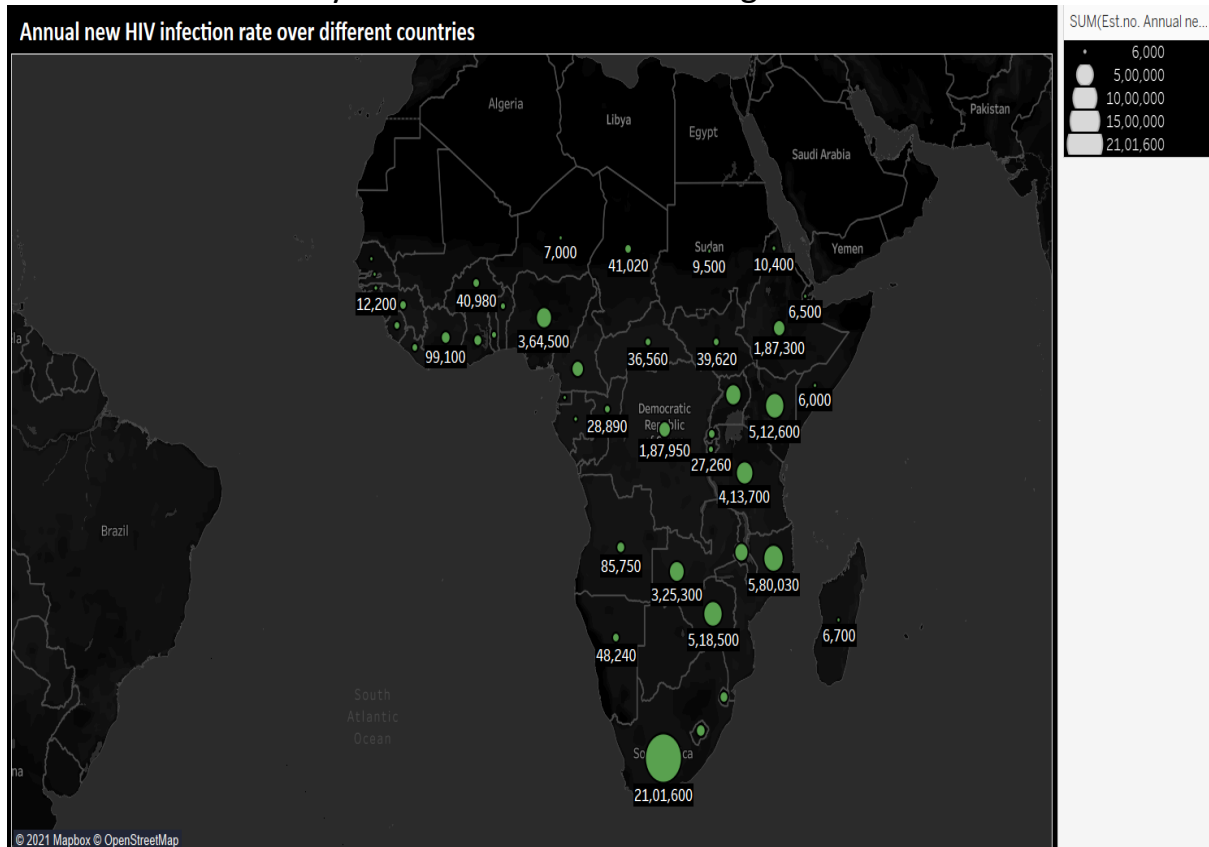 Annual new HIV infection rate over different countries
SUM(Est.no. Annual ne...
6,000
5,00,000
10,00,000
15,00,000
21,01,600
Algeria
Libya
Egypt
Pakistan
Saudi Arabia
Sudan
Yemen
7,000
41,020
9,500
10,400
12,200
40,980
6,500
3,64,500
1,87,300
99,100
36,560
39,620
6,000
Democratic
Republic
28,890
5,12,600
1,87,950
27,260
4,13,700
Brazil
85,750
5,80,030
3,25,300
5,18,500
6,700
48,240
South
Atlantic
Ocean
21,01,600
© 2021 Mapbox © OpenStreetMap